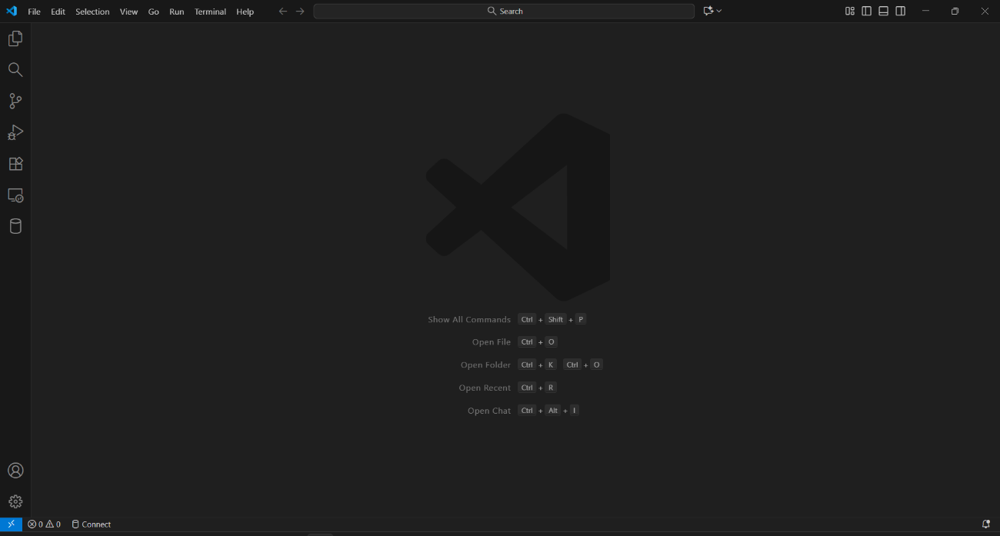 File Edit Selection View Go Run Terminal Help Search
Show All Commands Ctrl + Shift + P
Open File Ctrl + O
Open Folder Ctrl + K Ctrl + O
Open Recent Ctrl + R
Open Chat Ctrl + Alt + I
0 0 Connect